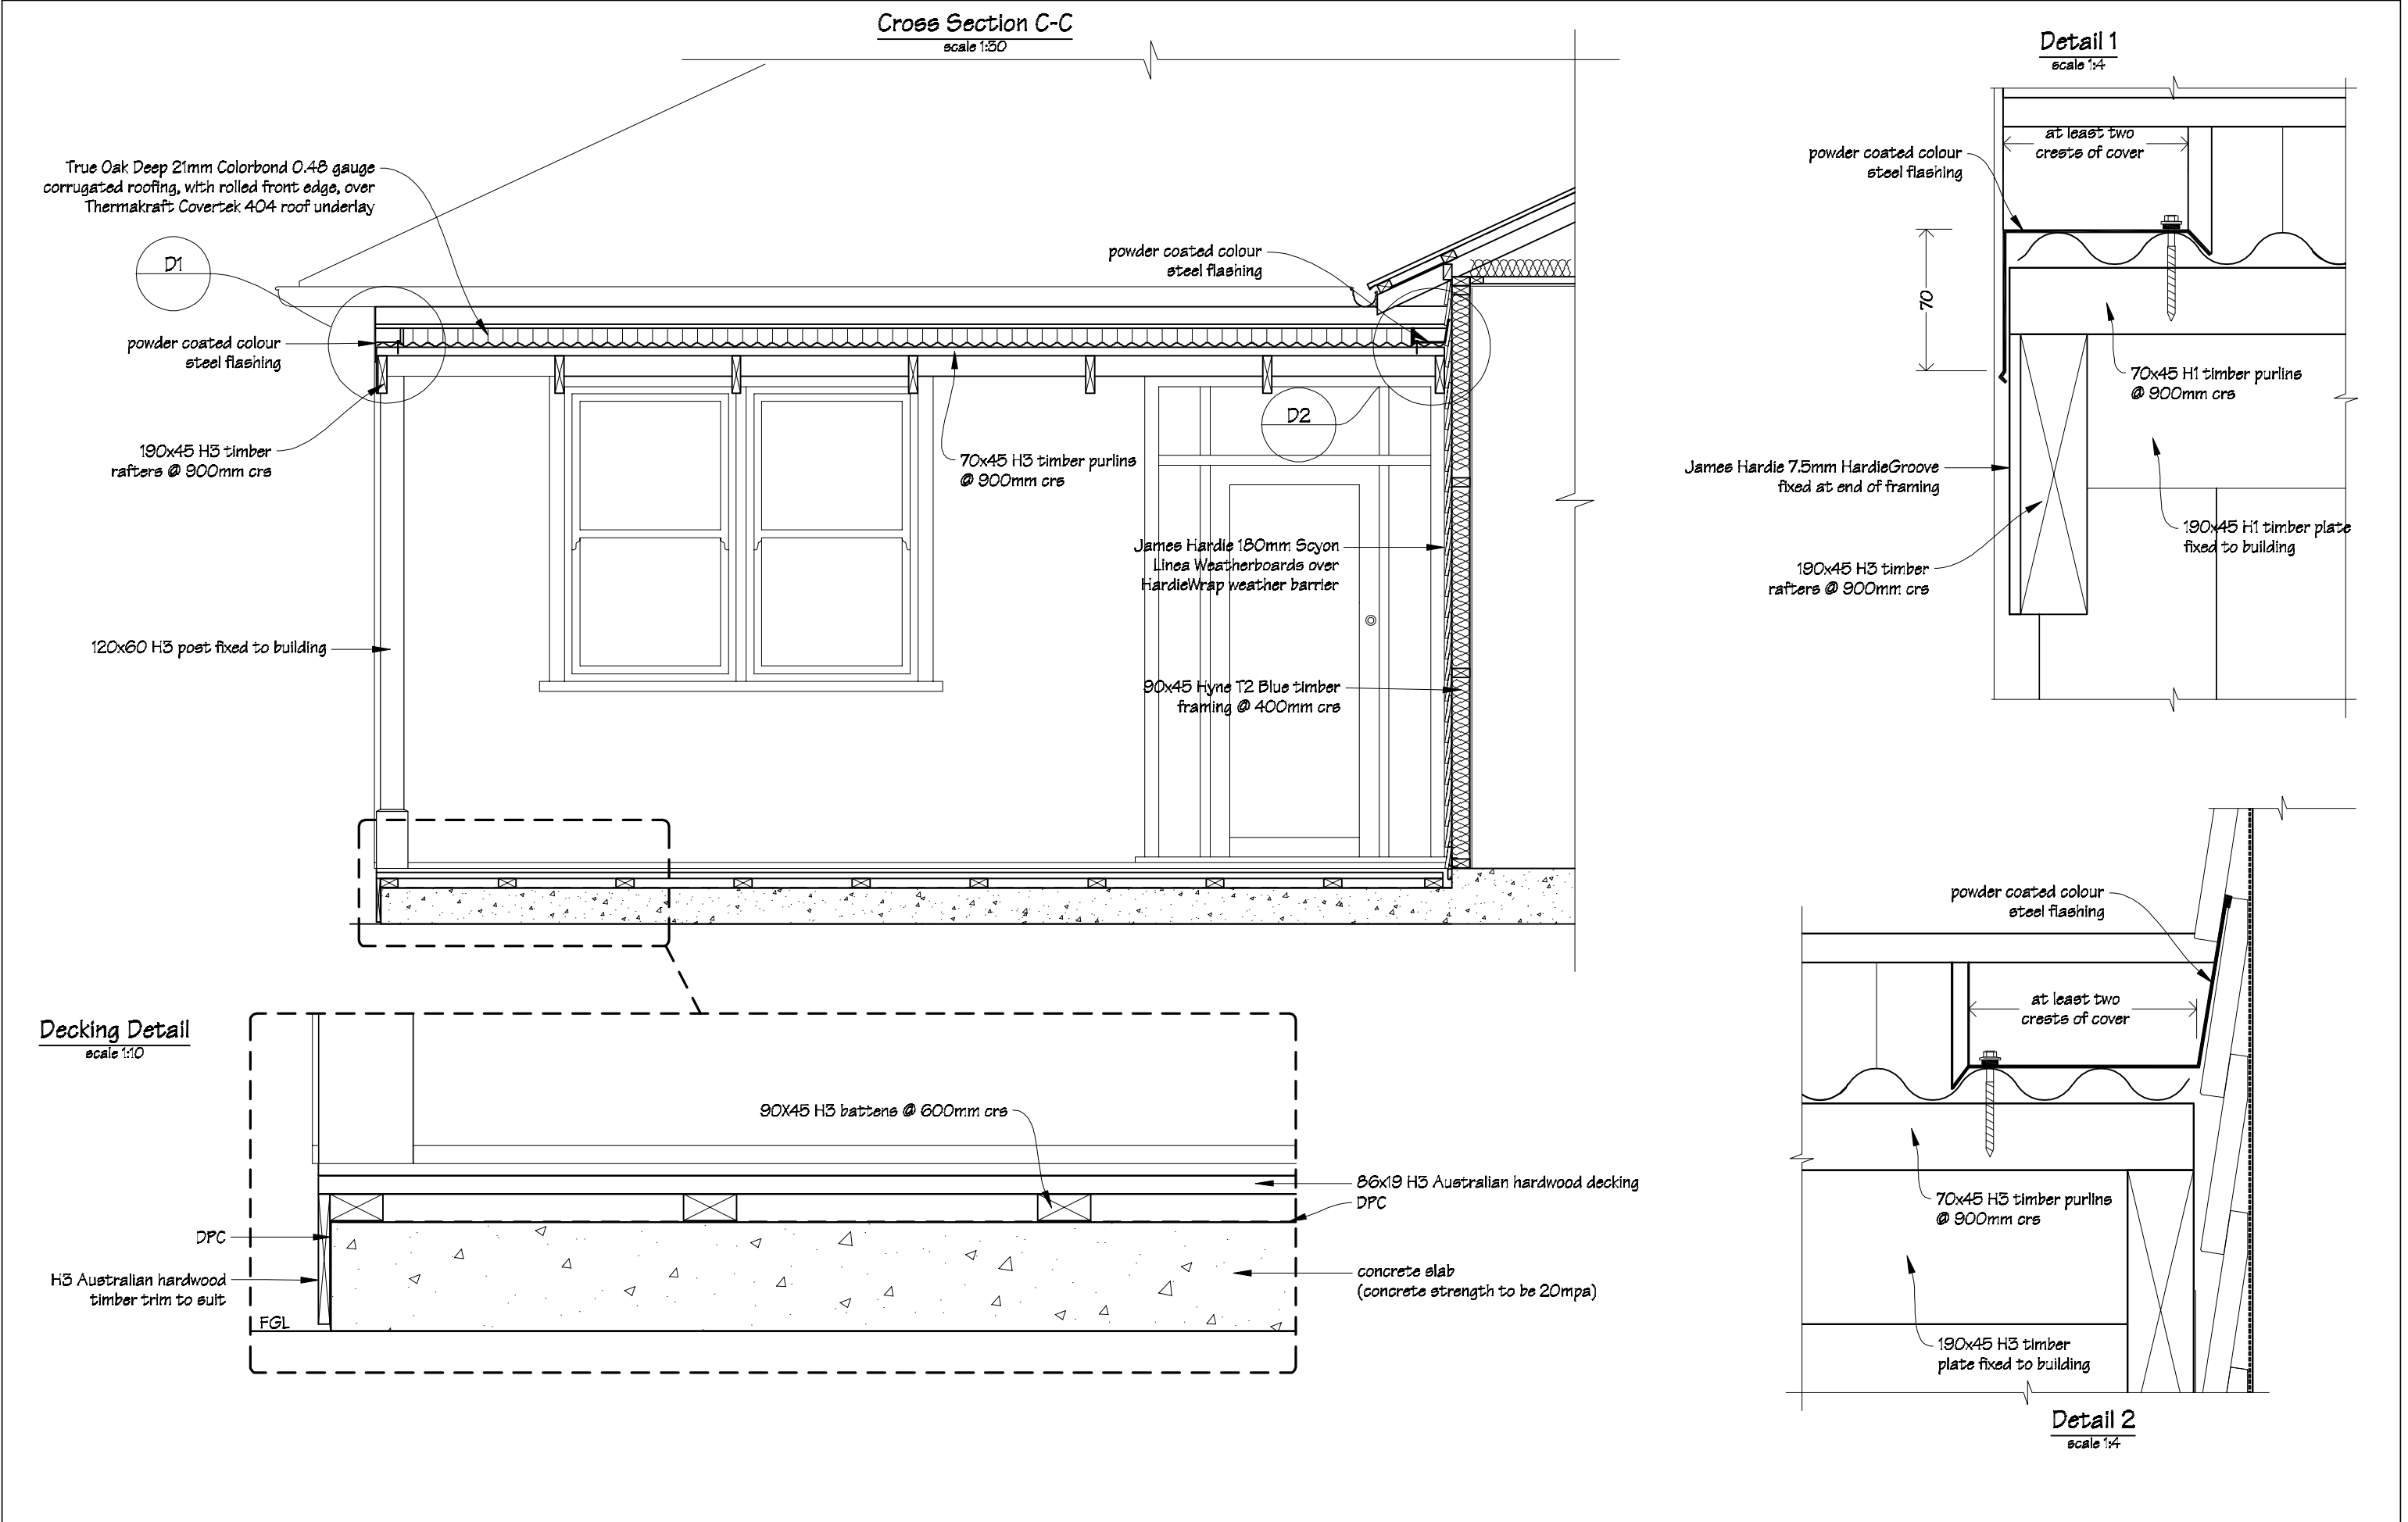 Cross Section C-C
scale 1:30
True Oak Deep 21mm Colorbond 0.48 gauge
corrugated roofing, with rolled front edge, over
Thermakraft Covertek 404 roof underlay
D1
powder coated colour
steel flashing
190x45 H3 timber
rafters @ 900mm crs
120x60 H3 post fixed to building
powder coated colour
steel flashing
D2
70x45 H3 timber purlins
@ 900mm crs
James Hardie 180mm Scyon
Linea Weatherboards over
HardieWrap weather barrier
90x45 Hyne T2 Blue timber
framing @ 400mm crs
Decking Detail
scale 1:10
90X45 H3 battens @ 600mm crs
86x19 H3 Australian hardwood decking
DPC
DPC
H3 Australian hardwood
timber trim to suit
FGL
concrete slab
(concrete strength to be 20mpa)
Detail 1
scale 1:4
at least two
crests of cover
powder coated colour
steel flashing
70
70x45 H1 timber purlins
@ 900mm crs
James Hardie 7.5mm HardieGroove
fixed at end of framing
190x45 H1 timber plate
fixed to building
190x45 H3 timber
rafters @ 900mm crs
powder coated colour
steel flashing
at least two
crests of cover
70x45 H3 timber purlins
@ 900mm crs
190x45 H3 timber
plate fixed to building
Detail 2
scale 1:4